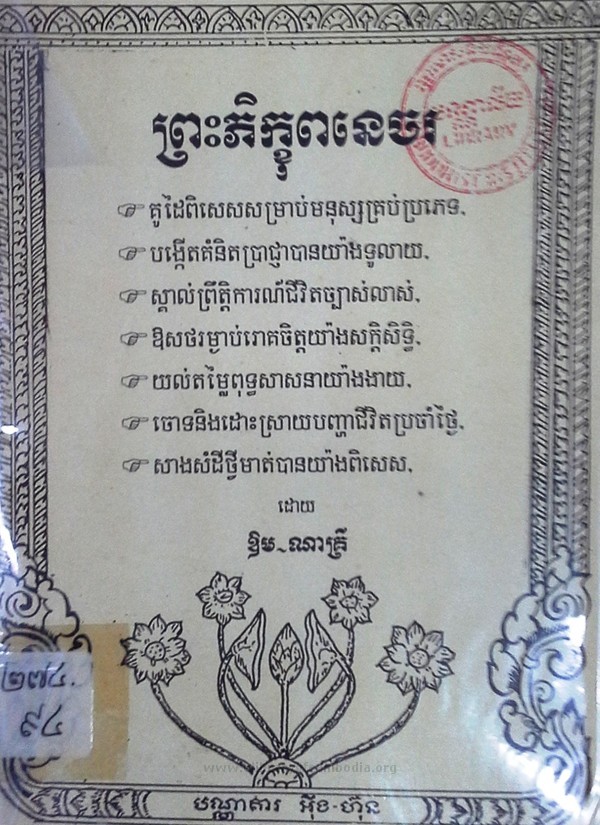 ព្រះភិក្ខុពនេចរ
☞ គូដៃពិសេសសម្រាប់មនុស្សគ្រប់ប្រភេទ.
☞ បង្កើតគំនិតប្រាជ្ញាបានយ៉ាងទូលាយ.
☞ ស្គាល់ព្រឹត្តិការណ៍ជីវិតច្បាស់លាស់.
☞ ឱសថរម្ងាប់រោគចិត្តយ៉ាងសក្តិសិទ្ធិ.
☞ យល់តម្លៃពុទ្ធសាសនាយ៉ាងងាយ.
☞ ចោទនិងដោះស្រាយបញ្ហាជីវិតប្រចាំថ្ងៃ.
☞ សាងសំដីថ្វីមាត់បានយ៉ាងពិសេស.
ដោយ
ឱម~ណាគ្រី
២៧៤.
៩៤
បណ្ណាគារ អ៊ឹង-ហ៊ុន